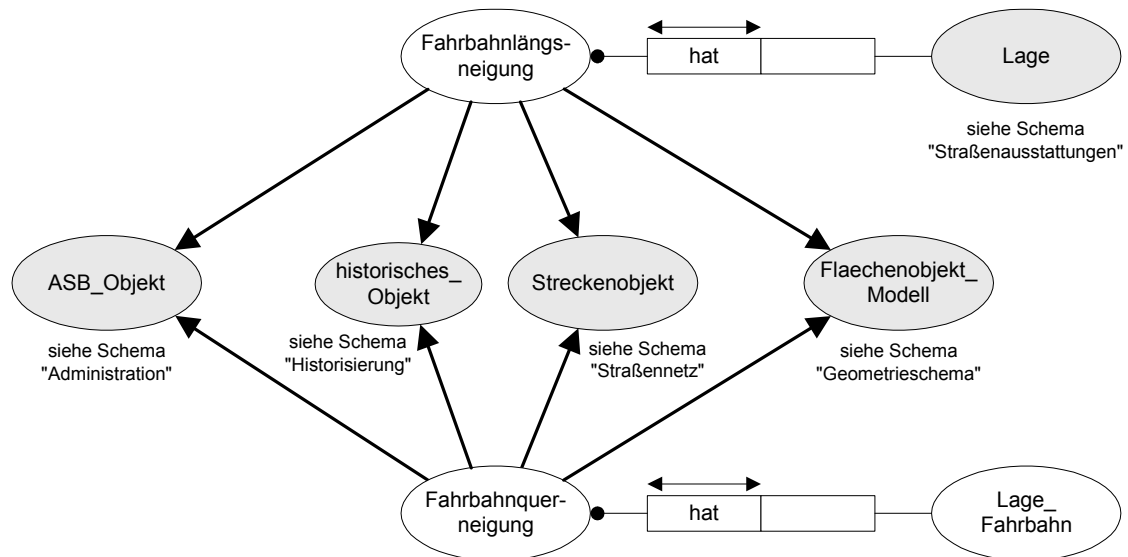 Fahrbahnlängs-
neigung
hat
Lage
siehe Schema
"Straßenausstattungen"
ASB_Objekt
siehe Schema
"Administration"
historisches_
Objekt
siehe Schema
"Historisierung"
Streckenobjekt
siehe Schema
"Straßennetz"
Flaechenobjekt_
Modell
siehe Schema
"Geometrieschema"
Fahrbahnquer-
neigung
hat
Lage_
Fahrbahn